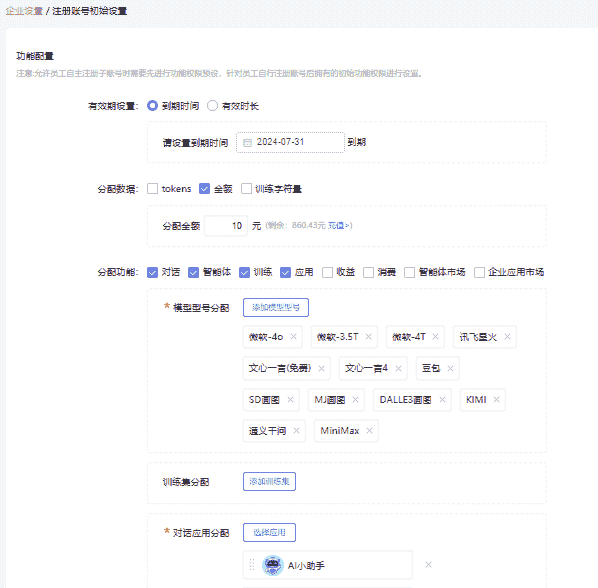 企业设置 / 注册账号初始设置
功能配置
注意:允许员工自主注册子账号时需要先进行功能权限预设，针对员工自行注册账号后拥有的初始功能权限进行设置。
有效期设置: 到期时间 有效时长
请设置到期时间 2024-07-31 到期
分配数据: tokens 金额 训练字符量
分配金额 10 元 (剩余: 860.43元 充值>)
分配功能: 对话 智能体 训练 应用 收益 消费 智能体市场 企业应用市场
* 模型型号分配 添加模型型号
微软-4o × 微软-3.5T × 微软-4T × 讯飞星火 ×
文心一言(免费) × 文心一言4 × 豆包 ×
SD画图 × MJ画图 × DALLE3画图 × KIMI ×
通义千问 × MiniMax ×
训练集分配 添加训练集
* 对话应用分配 选择应用
AI小助手 ×